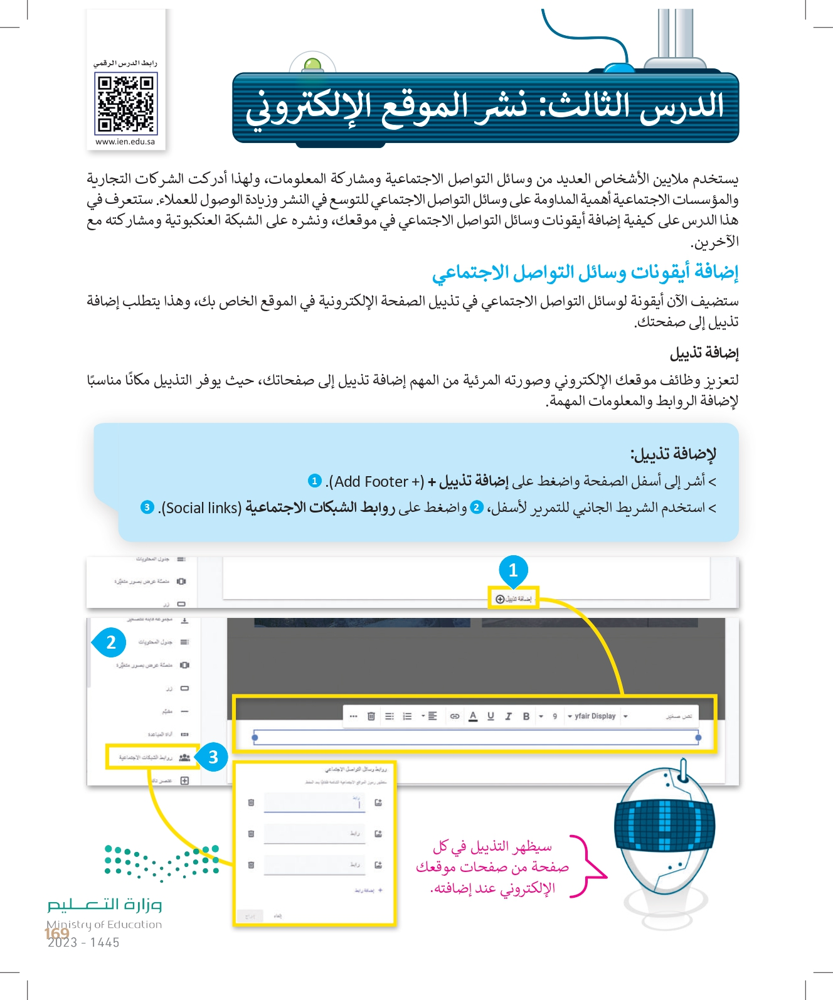 رابط الدرس الرقمي
www.ien.edu.sa
الدرس الثالث: نشر الموقع الإلكتروني
يستخدم ملايين الأشخاص العديد من وسائل التواصل الاجتماعية ومشاركة المعلومات، ولهذا أدركت الشركات التجارية
والمؤسسات الاجتماعية أهمية المداومة على وسائل التواصل الاجتماعي للتوسع في النشر وزيادة الوصول للعملاء. ستتعرف في
هذا الدرس على كيفية إضافة أيقونات وسائل التواصل الاجتماعي في موقعك، ونشره على الشبكة العنكبوتية ومشاركته مع
الآخرين.
إضافة أيقونات وسائل التواصل الاجتماعي
ستضيف الآن أيقونة لوسائل التواصل الاجتماعي في تذييل الصفحة الإلكترونية في الموقع الخاص بك، وهذا يتطلب إضافة
تذييل إلى صفحتك.
إضافة تذييل
لتعزيز وظائف موقعك الإلكتروني وصورته المرئية من المهم إضافة تذييل إلى صفحاتك، حيث يوفر التذييل مكانًا مناسبًا
لإضافة الروابط والمعلومات المهمة.
لإضافة تذييل:
> أشر إلى أسفل الصفحة واضغط على إضافة تذييل + (Add Footer +). 1
> استخدم الشريط الجانبي للتمرير لأسفل، 2 واضغط على روابط الشبكات الاجتماعية (Social links). 3
جدول المحتويات
منصّة عرض بصور متغيّرة
زر
1
إضافة تذييل
مجموعة قابلة للتصغير
2
جدول المحتويات
منصّة عرض بصور متغيّرة
زر
مقسّم
أداة المباعدة
روابط الشبكات الاجتماعية
3
عنصر نائب
نص صغير
yfair Display
9
B I U A
روابط وسائل التواصل الاجتماعي
رابط
رابط
رابط
+ إضافة رابط
إلغاء
إدراج
سيظهر التذييل في كل
صفحة من صفحات موقعك
الإلكتروني عند إضافته.
وزارة التعليم
Ministry of Education
169
2023 - 1445